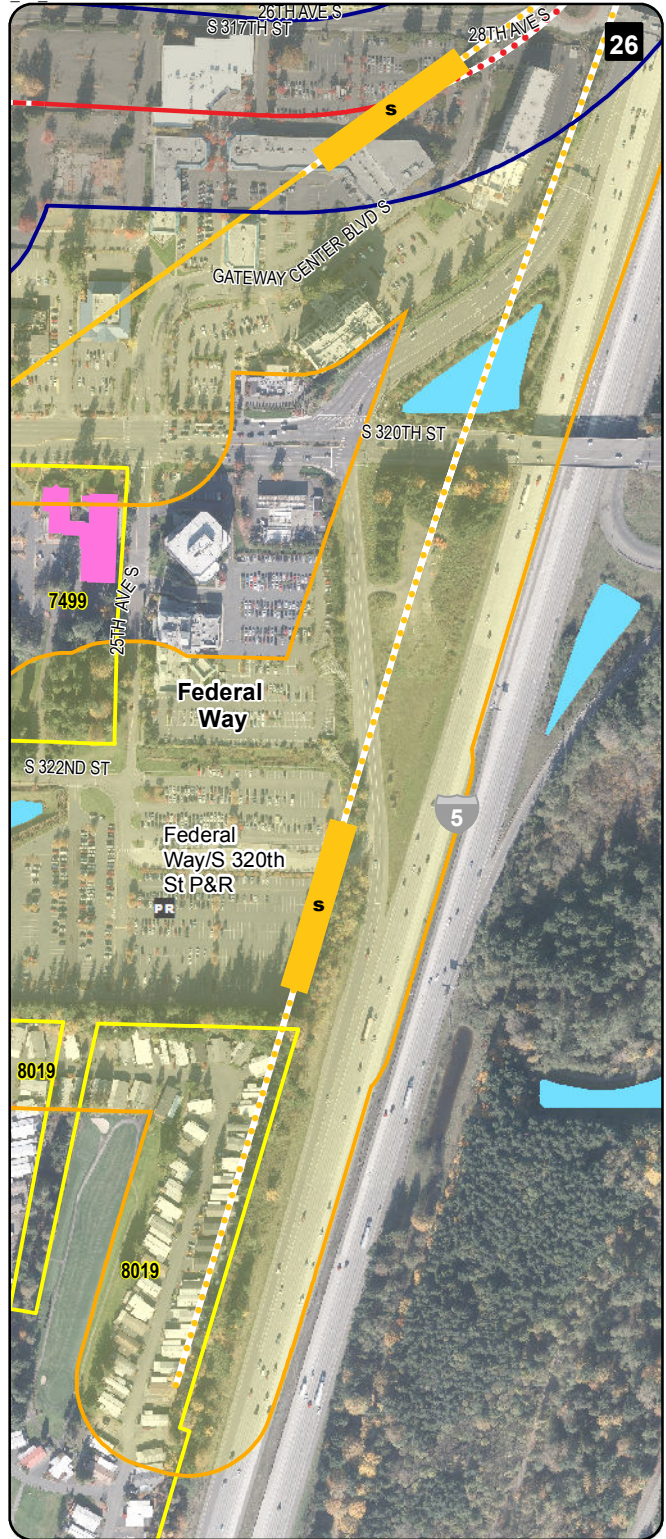 26TH AVE S
S 317TH ST
28TH AVE S
26
s
GATEWAY CENTER BLVD S
S 320TH ST
7499
25TH AVE S
Federal
Way
S 322ND ST
5
Federal
Way/S 320th
St P&R
PR
s
8019
8019